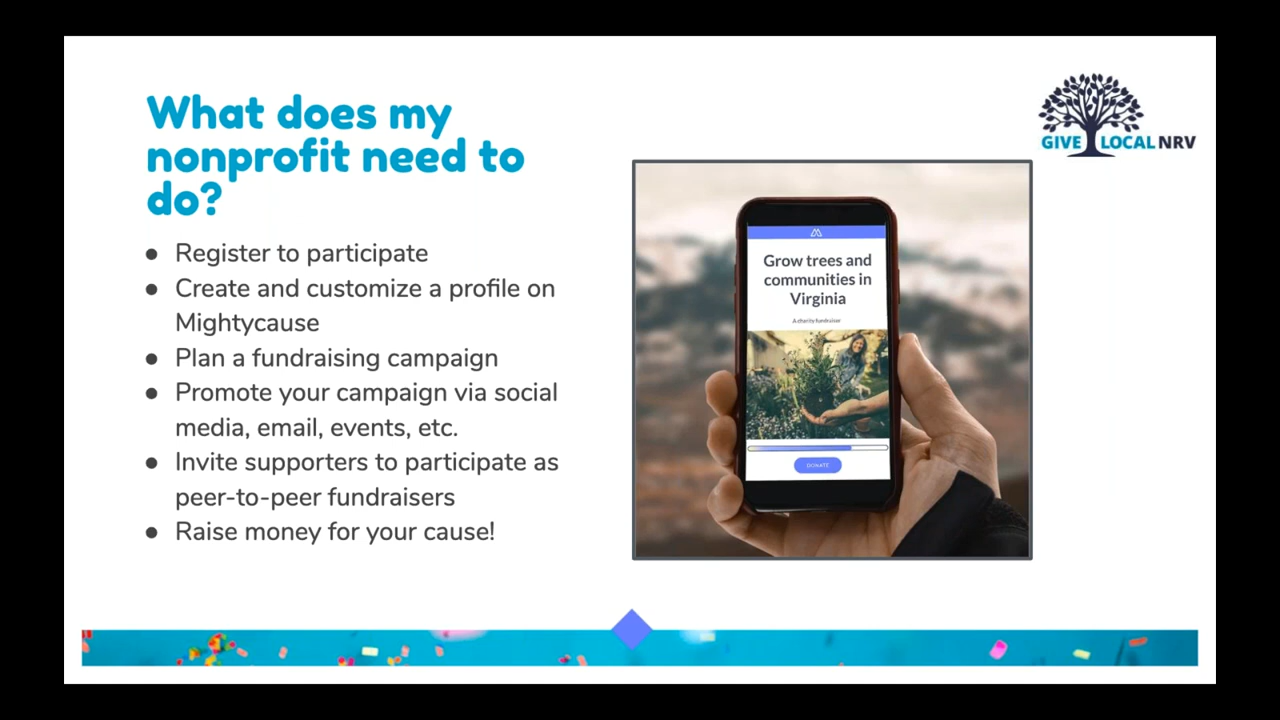 What does my
nonprofit need to
do?
● Register to participate
● Create and customize a profile on
Mightycause
● Plan a fundraising campaign
● Promote your campaign via social
media, email, events, etc.
● Invite supporters to participate as
peer-to-peer fundraisers
● Raise money for your cause!
GIVE LOCAL NRV
Grow trees and
communities in
Virginia
A charity fundraiser
DONATE